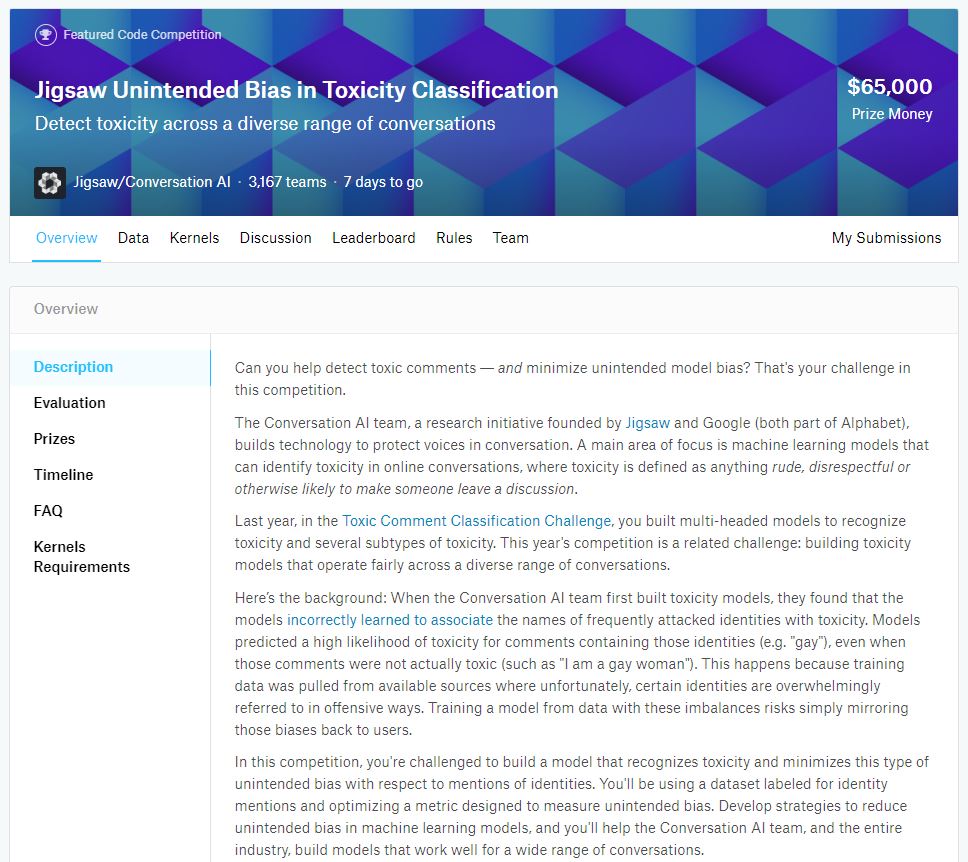 Featured Code Competition
Jigsaw Unintended Bias in Toxicity Classification
Detect toxicity across a diverse range of conversations
$65,000
Prize Money
Jigsaw/Conversation AI · 3,167 teams · 7 days to go
Overview Data Kernels Discussion Leaderboard Rules Team My Submissions
Overview
Description
Evaluation
Prizes
Timeline
FAQ
Kernels
Requirements
Can you help detect toxic comments — and minimize unintended model bias? That's your challenge in
this competition.
The Conversation AI team, a research initiative founded by Jigsaw and Google (both part of Alphabet),
builds technology to protect voices in conversation. A main area of focus is machine learning models that
can identify toxicity in online conversations, where toxicity is defined as anything rude, disrespectful or
otherwise likely to make someone leave a discussion.
Last year, in the Toxic Comment Classification Challenge, you built multi-headed models to recognize
toxicity and several subtypes of toxicity. This year's competition is a related challenge: building toxicity
models that operate fairly across a diverse range of conversations.
Here's the background: When the Conversation AI team first built toxicity models, they found that the
models incorrectly learned to associate the names of frequently attacked identities with toxicity. Models
predicted a high likelihood of toxicity for comments containing those identities (e.g. "gay"), even when
those comments were not actually toxic (such as "I am a gay woman"). This happens because training
data was pulled from available sources where unfortunately, certain identities are overwhelmingly
referred to in offensive ways. Training a model from data with these imbalances risks simply mirroring
those biases back to users.
In this competition, you're challenged to build a model that recognizes toxicity and minimizes this type of
unintended bias with respect to mentions of identities. You'll be using a dataset labeled for identity
mentions and optimizing a metric designed to measure unintended bias. Develop strategies to reduce
unintended bias in machine learning models, and you'll help the Conversation AI team, and the entire
industry, build models that work well for a wide range of conversations.